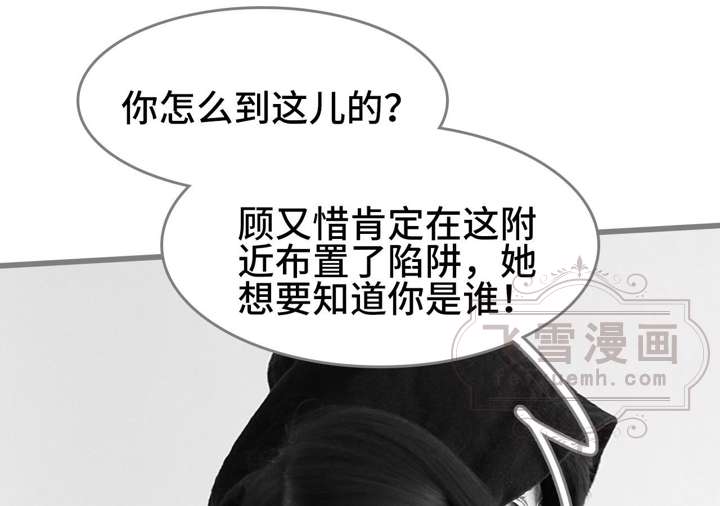 你怎么到这儿的？
顾又惜肯定在这附
近布置了陷阱，她
想要知道你是谁！
飞雪漫画
feixuemh.com